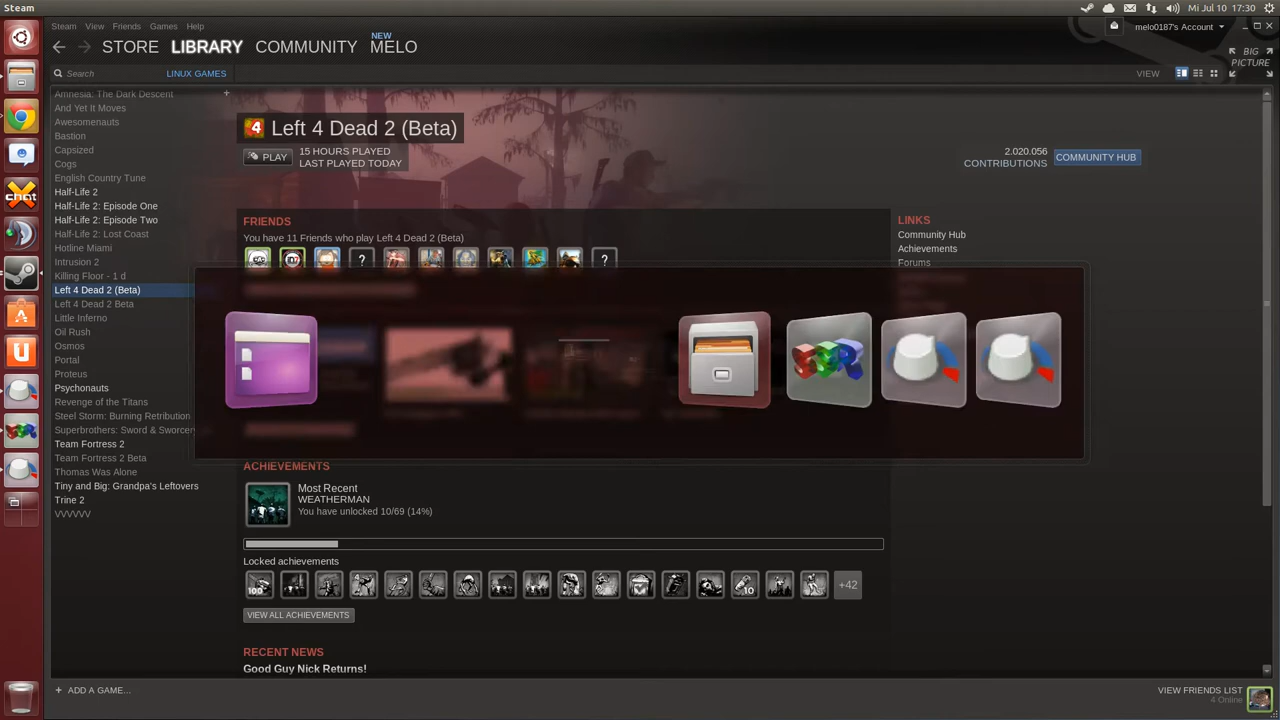 Steam
Mi Jul 10 17:30
Steam View Friends Games Help
melo0187's Account
STORE LIBRARY COMMUNITY MELO
NEW
BIG
PICTURE
Search
LINUX GAMES
VIEW
Amnesia: The Dark Descent
And Yet It Moves
Awesomenauts
Bastion
Capsized
Cogs
English Country Tune
Half-Life 2
Half-Life 2: Episode One
Half-Life 2: Episode Two
Half-Life 2: Lost Coast
Hotline Miami
Intrusion 2
Killing Floor - 1 d
Left 4 Dead 2 (Beta)
Left 4 Dead 2 Beta
Little Inferno
Oil Rush
Osmos
Portal
Proteus
Psychonauts
Revenge of the Titans
Steel Storm: Burning Retribution
Superbrothers: Sword & Sworcery
Team Fortress 2
Team Fortress 2 Beta
Thomas Was Alone
Tiny and Big: Grandpa's Leftovers
Trine 2
VVVVVV
4 Left 4 Dead 2 (Beta)
PLAY
15 HOURS PLAYED
LAST PLAYED TODAY
2.020.056
CONTRIBUTIONS
COMMUNITY HUB
FRIENDS
You have 11 Friends who play Left 4 Dead 2 (Beta)
? ?
LINKS
Community Hub
Achievements
Forums
ACHIEVEMENTS
Most Recent
WEATHERMAN
You have unlocked 10/69 (14%)
Locked achievements
100 10 +42
VIEW ALL ACHIEVEMENTS
RECENT NEWS
Good Guy Nick Returns!
+ ADD A GAME...
VIEW FRIENDS LIST
4 Online